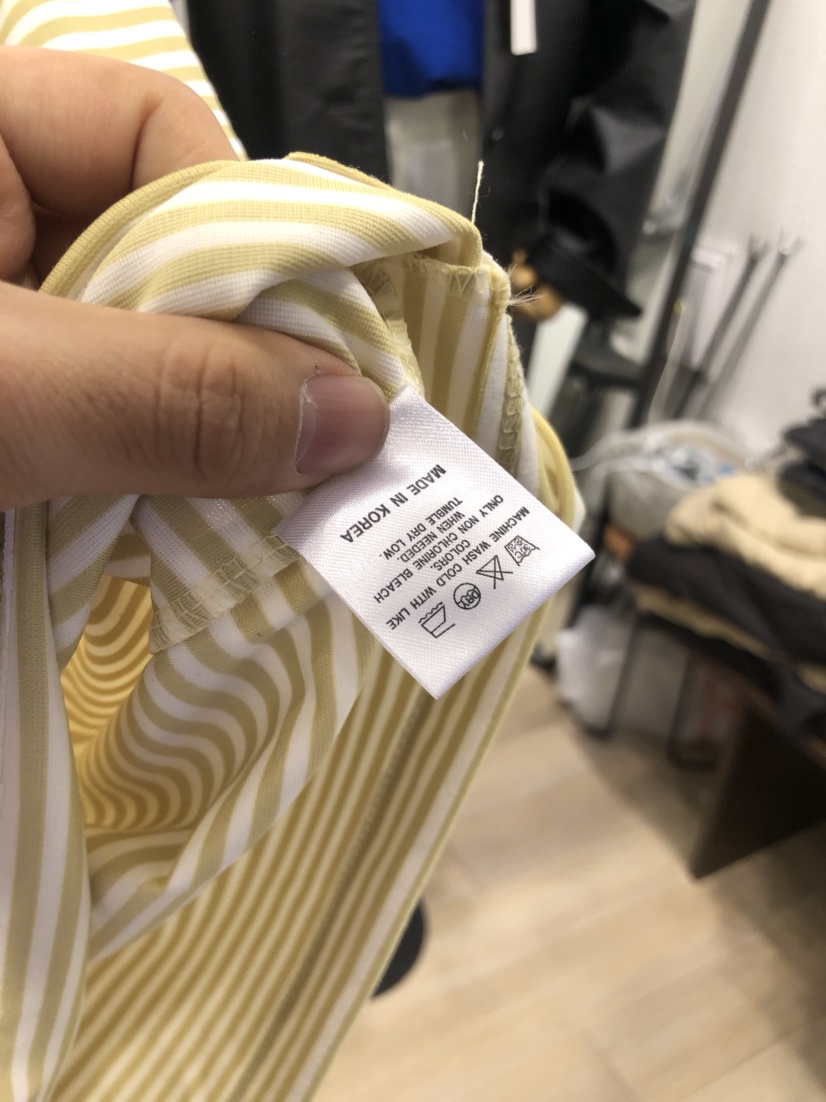 MACHINE WASH COLD WITH LIKE
COLORS,
ONLY NON CHLORINE BLEACH
WHEN NEEDED,
TUMBLE DRY LOW.
MADE IN KOREA